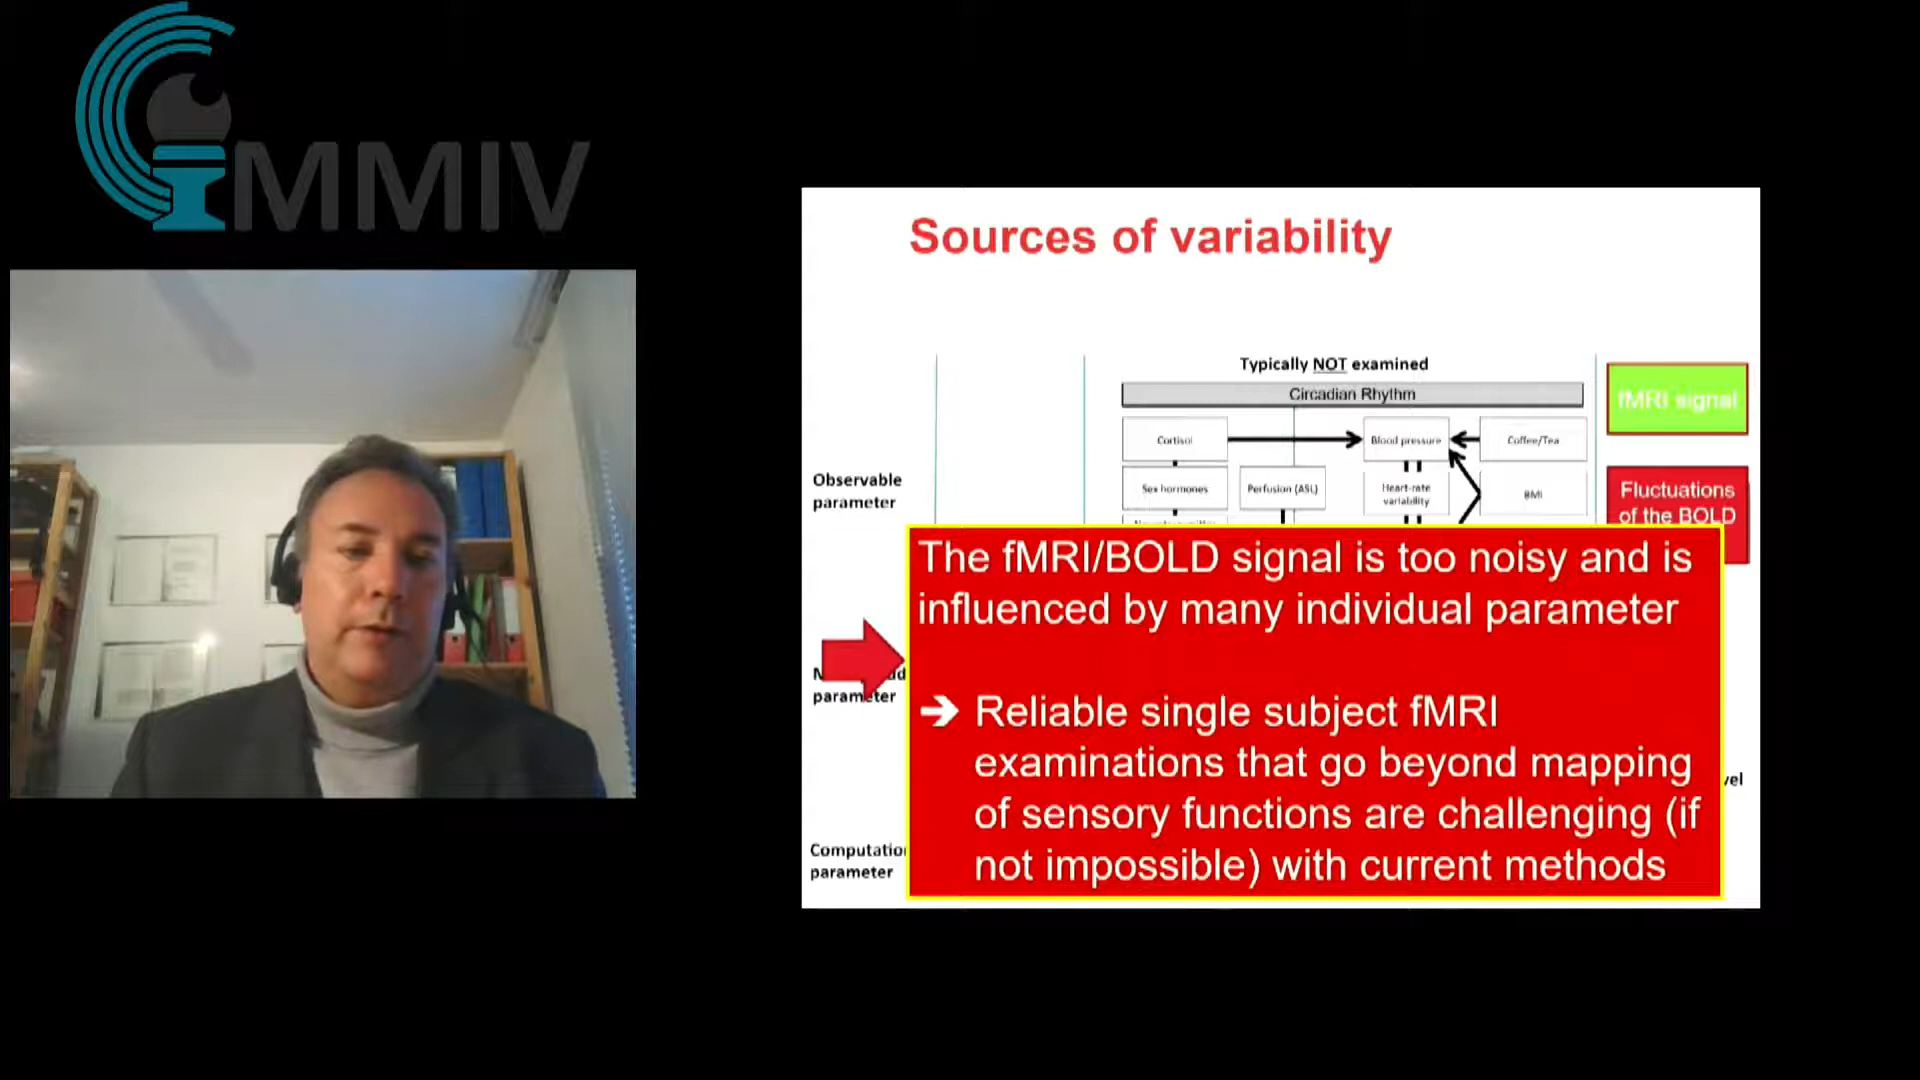 MMIV
Sources of variability
Typically NOT examined
Circadian Rhythm
fMRI signal
Cortisol
Blood pressure
Coffee/Tea
Observable
parameter
Sex hormones
Perfusion (ASL)
Heart-rate
variability
BMI
Fluctuations
of the BOLD
The fMRI/BOLD signal is too noisy and is
influenced by many individual parameter
parameter
➔ Reliable single subject fMRI
examinations that go beyond mapping
of sensory functions are challenging (if
not impossible) with current methods
Computatio
parameter